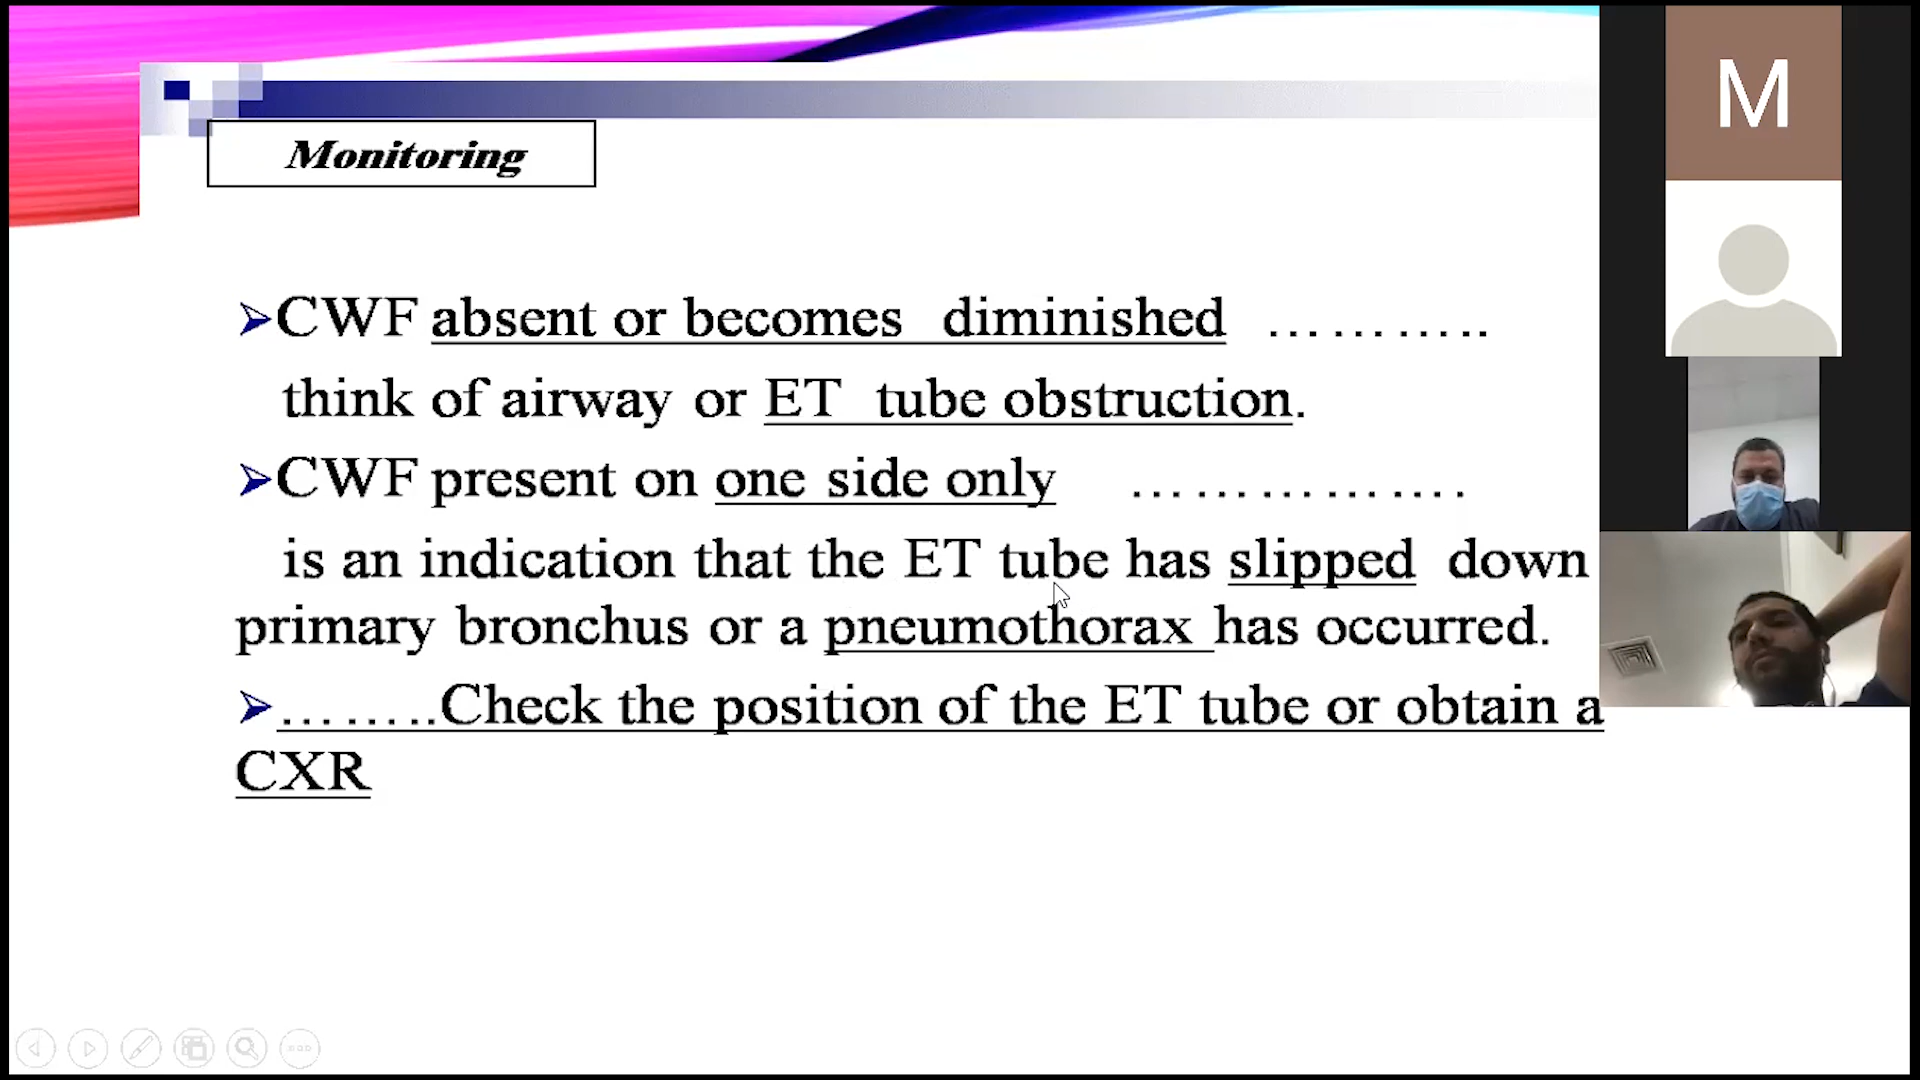 Monitoring
➢CWF absent or becomes diminished ………..
think of airway or ET tube obstruction.
➢CWF present on one side only …………….
is an indication that the ET tube has slipped down
primary bronchus or a pneumothorax has occurred.
➢……..Check the position of the ET tube or obtain a
CXR
M